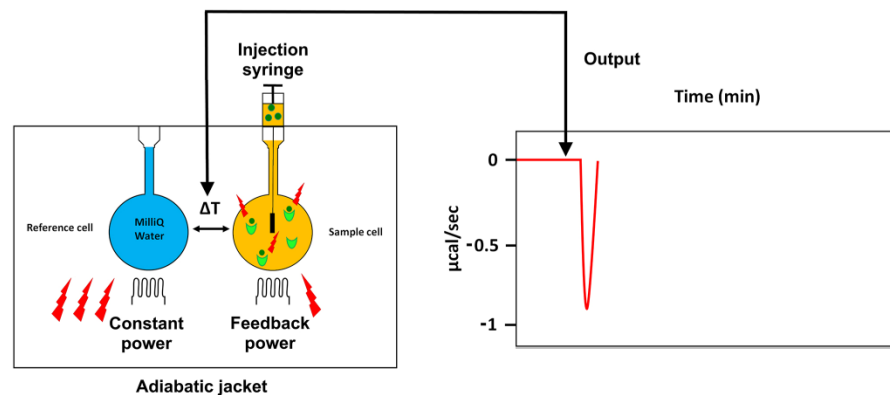 Injection
syringe
Output
Time (min)
ΔT
Reference cell
MilliQ
Water
Sample cell
Constant
power
Feedback
power
Adiabatic jacket
µcal/sec
0
-0.5
-1